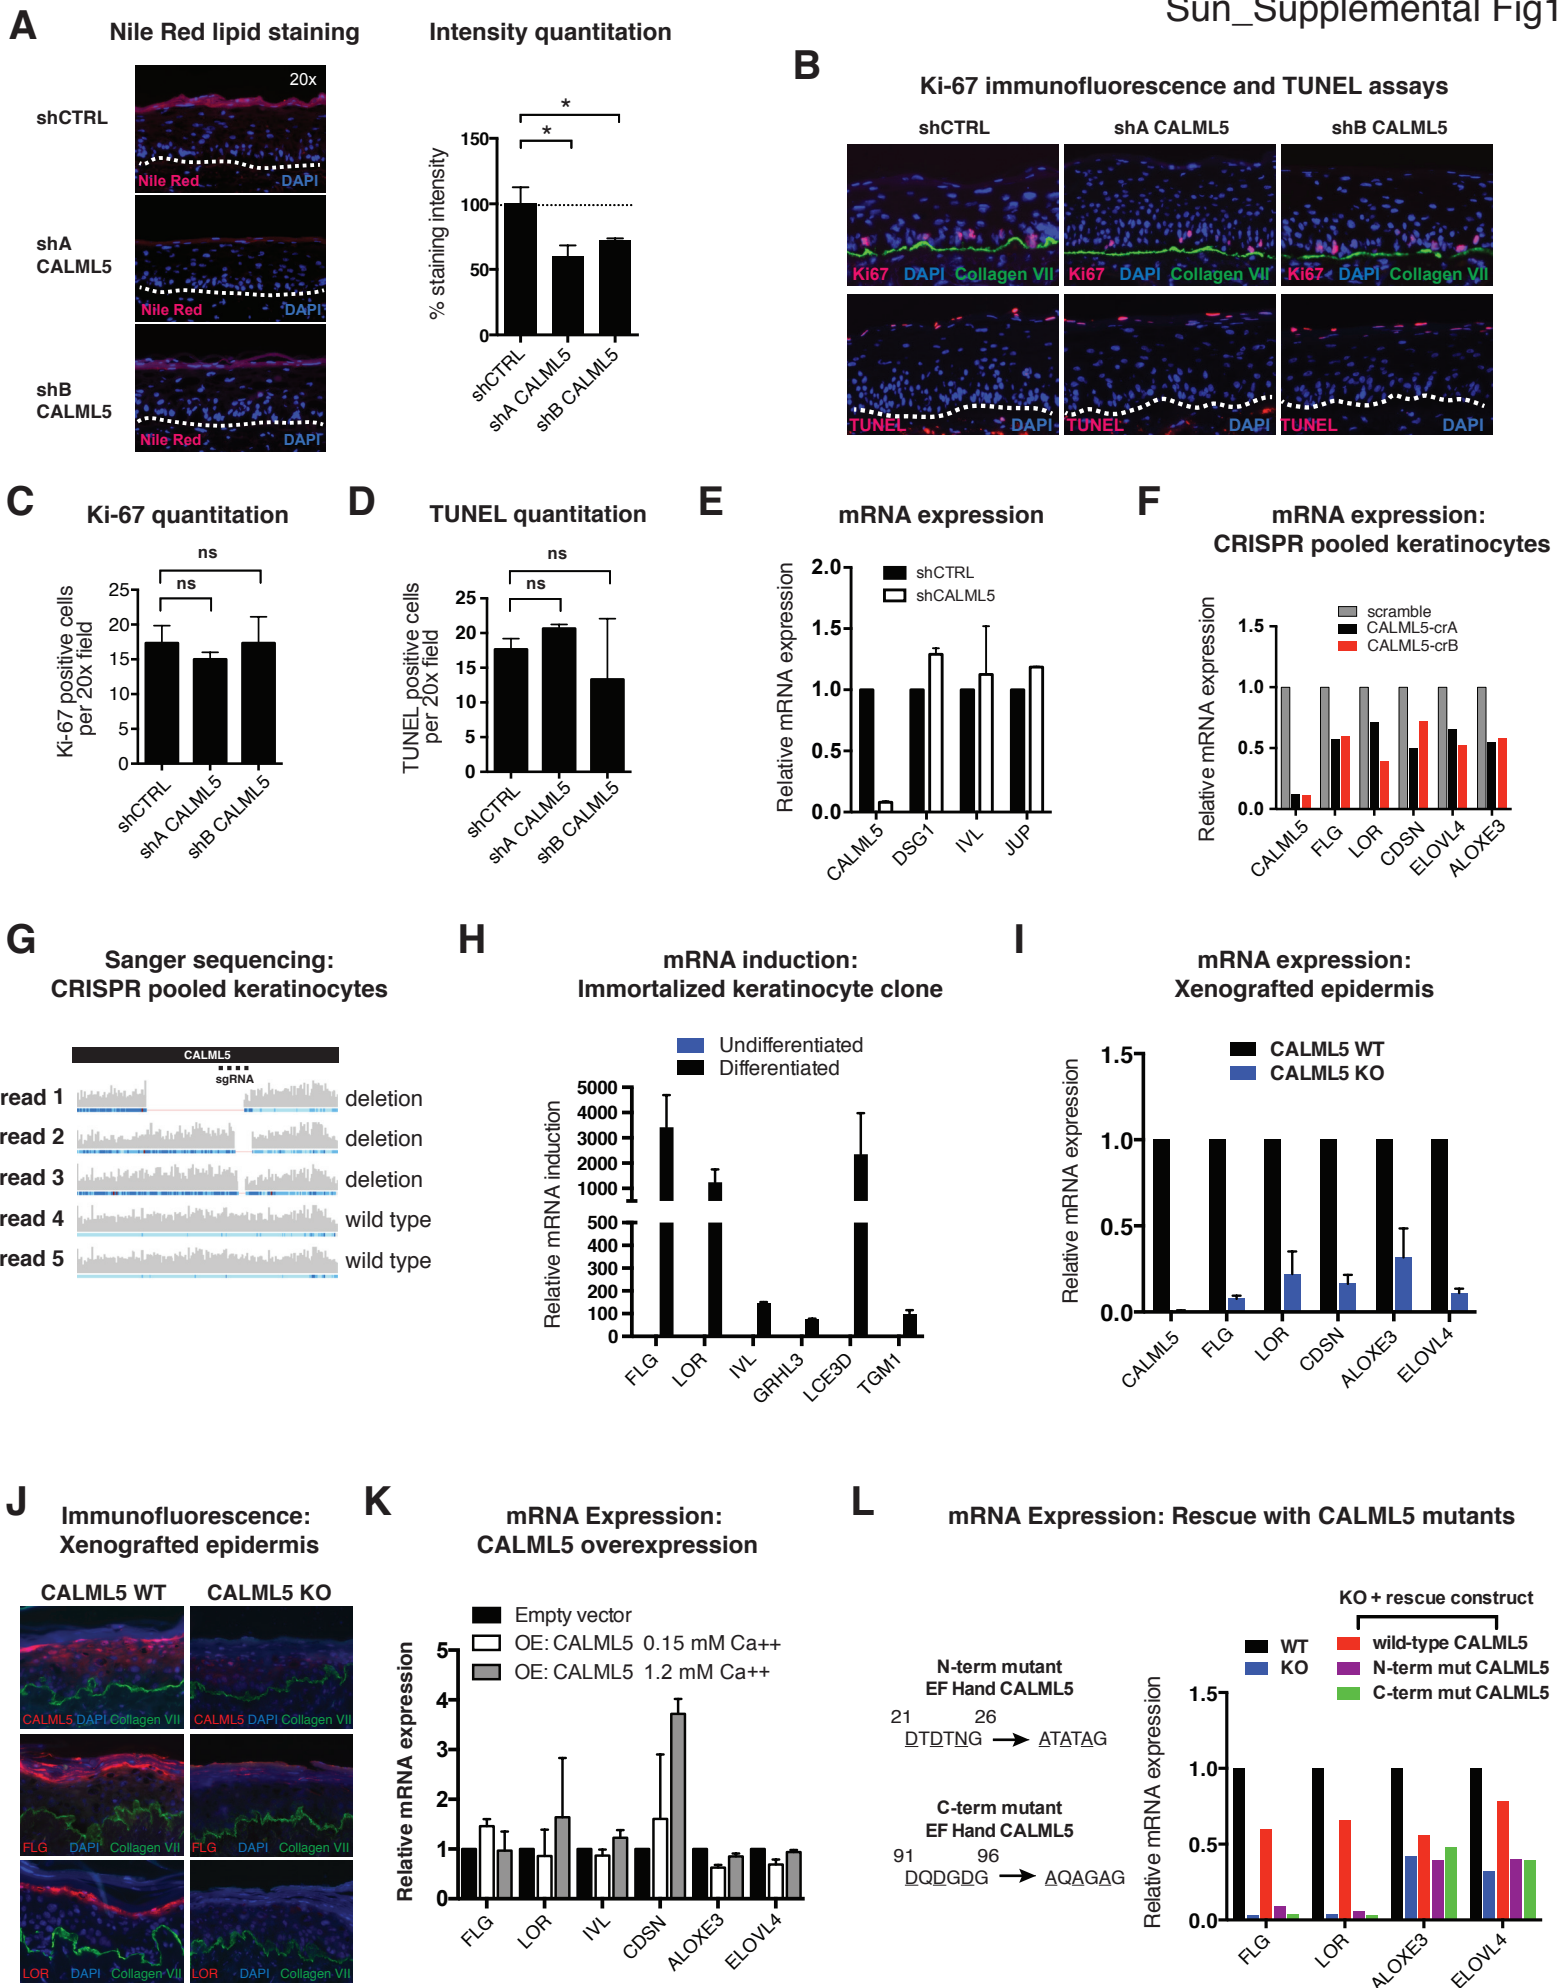 Sun_Supplemental Fig1
A
Nile Red lipid staining
Intensity quantitation
20x
shCTRL
Nile Red DAPI
shA
CALML5
Nile Red DAPI
shB
CALML5
Nile Red DAPI
% staining intensity
150
100
50
0
*
*
shCTRL
shA CALML5
shB CALML5
B
Ki-67 immunofluorescence and TUNEL assays
shCTRL shA CALML5 shB CALML5
Ki67 DAPI Collagen VII
Ki67 DAPI Collagen VII
Ki67 DAPI Collagen VII
TUNEL DAPI
TUNEL DAPI
TUNEL DAPI
C
Ki-67 quantitation
ns
ns
Ki-67 positive cells
per 20x field
25
20
15
10
5
0
shCTRL
shA CALML5
shB CALML5
D
TUNEL quantitation
ns
ns
TUNEL positive cells
per 20x field
25
20
15
10
5
0
shCTRL
shA CALML5
shB CALML5
E
mRNA expression
shCTRL
shCALML5
Relative mRNA expression
2.0
1.5
1.0
0.5
0.0
CALML5
DSG1
IVL
JUP
F
mRNA expression:
CRISPR pooled keratinocytes
scramble
CALML5-crA
CALML5-crB
Relative mRNA expression
1.5
1.0
0.5
0.0
CALML5
FLG
LOR
CDSN
ELOVL4
ALOXE3
G
Sanger sequencing:
CRISPR pooled keratinocytes
CALML5
sgRNA
read 1 deletion
read 2 deletion
read 3 deletion
read 4 wild type
read 5 wild type
H
mRNA induction:
Immortalized keratinocyte clone
Undifferentiated
Differentiated
Relative mRNA induction
5000
4000
3000
2000
1000
500
400
300
200
100
0
FLG
LOR
IVL
GRHL3
LCE3D
TGM1
I
mRNA expression:
Xenografted epidermis
CALML5 WT
CALML5 KO
Relative mRNA expression
1.5
1.0
0.5
0.0
CALML5
FLG
LOR
CDSN
ALOXE3
ELOVL4
J
Immunofluorescence:
Xenografted epidermis
CALML5 WT CALML5 KO
CALML5 DAPI Collagen VII
CALML5 DAPI Collagen VII
FLG DAPI Collagen VII
FLG DAPI Collagen VII
LOR DAPI Collagen VII
LOR DAPI Collagen VII
K
mRNA Expression:
CALML5 overexpression
Empty vector
OE: CALML5 0.15 mM Ca++
OE: CALML5 1.2 mM Ca++
Relative mRNA expression
5
4
3
2
1
0
FLG
LOR
IVL
CDSN
ALOXE3
ELOVL4
L
mRNA Expression: Rescue with CALML5 mutants
N-term mutant
EF Hand CALML5
21 26
DTDTNG ATATAG
C-term mutant
EF Hand CALML5
91 96
DQDGDG AQAGAG
KO + rescue construct
WT
KO
wild-type CALML5
N-term mut CALML5
C-term mut CALML5
Relative mRNA expression
1.5
1.0
0.5
0.0
FLG
LOR
ALOXE3
ELOVL4